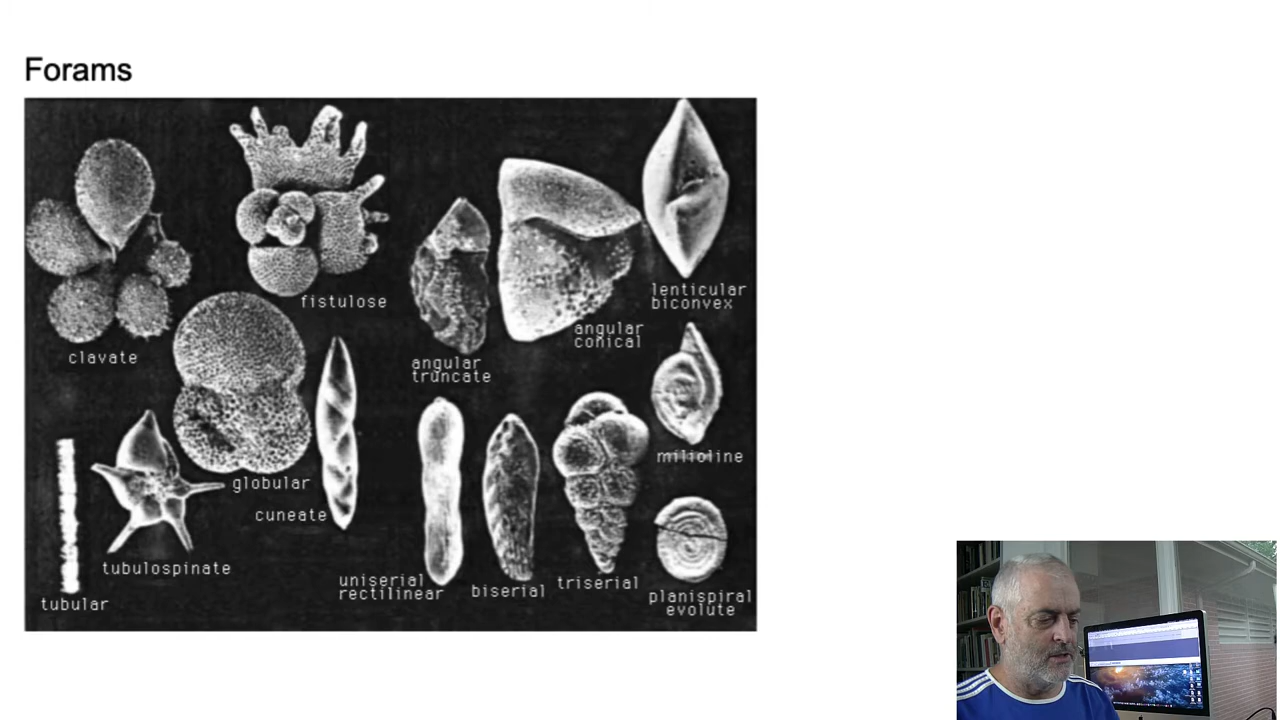 Forams
lenticular
biconvex
fistulose
angular
conical
clavate
angular
truncate
milioline
globular
cuneate
tubulospinate
uniserial
rectilinear
biserial
triserial
planispiral
evolute
tubular